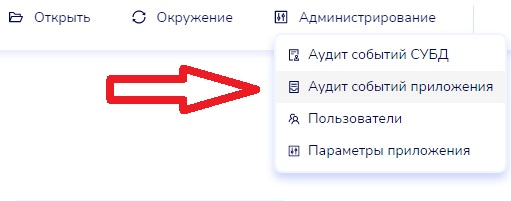 Открыть Окружение Администрирование
Аудит событий СУБД
Аудит событий приложения
Пользователи
Параметры приложения